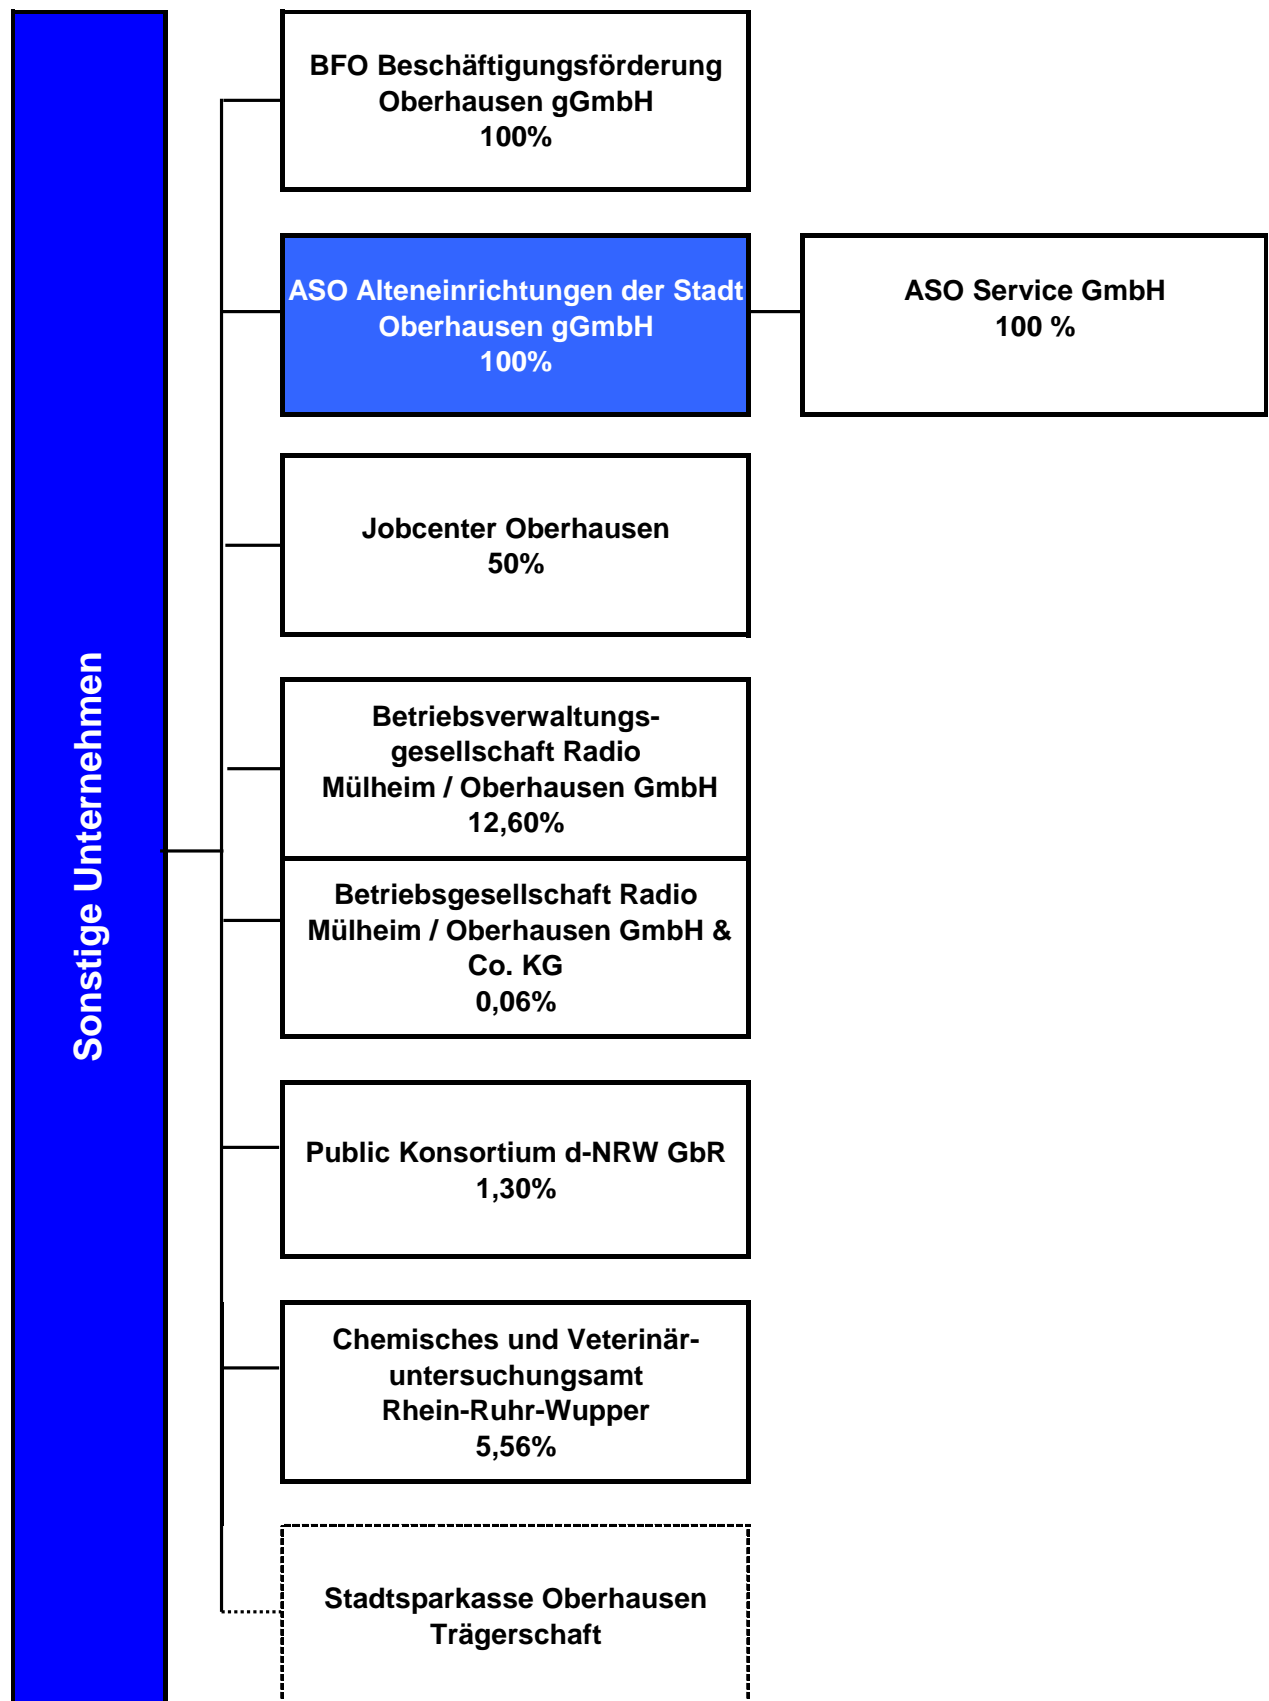 Sonstige Unternehmen
BFO Beschäftigungsförderung
Oberhausen gGmbH
100%
ASO Alteneinrichtungen der Stadt
Oberhausen gGmbH
100%
ASO Service GmbH
100 %
Jobcenter Oberhausen
50%
Betriebsverwaltungs-
gesellschaft Radio
Mülheim / Oberhausen GmbH
12,60%
Betriebsgesellschaft Radio
Mülheim / Oberhausen GmbH &
Co. KG
0,06%
Public Konsortium d-NRW GbR
1,30%
Chemisches und Veterinär-
untersuchungsamt
Rhein-Ruhr-Wupper
5,56%
Stadtsparkasse Oberhausen
Trägerschaft